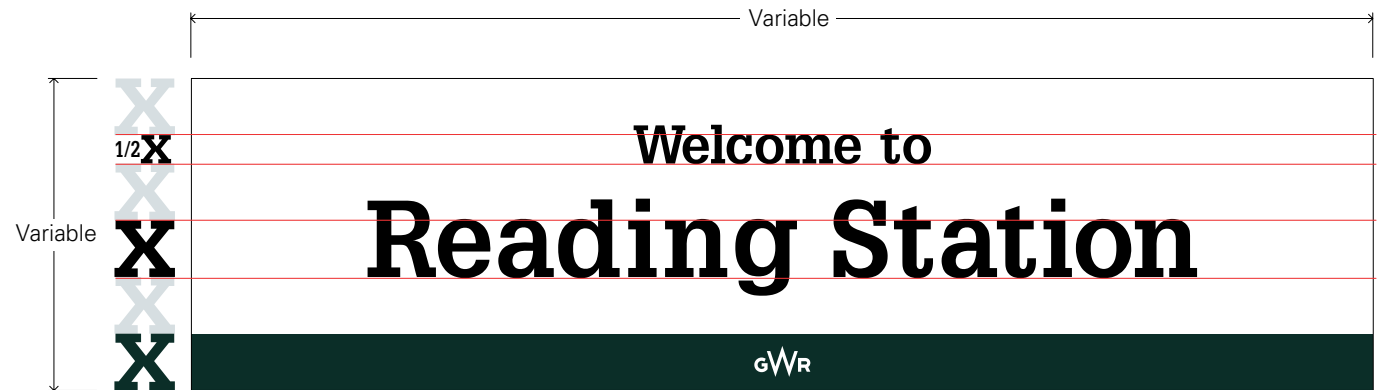 Variable
x
1/2x
Welcome to
x
Variable
x
Reading Station
x
x
GWR